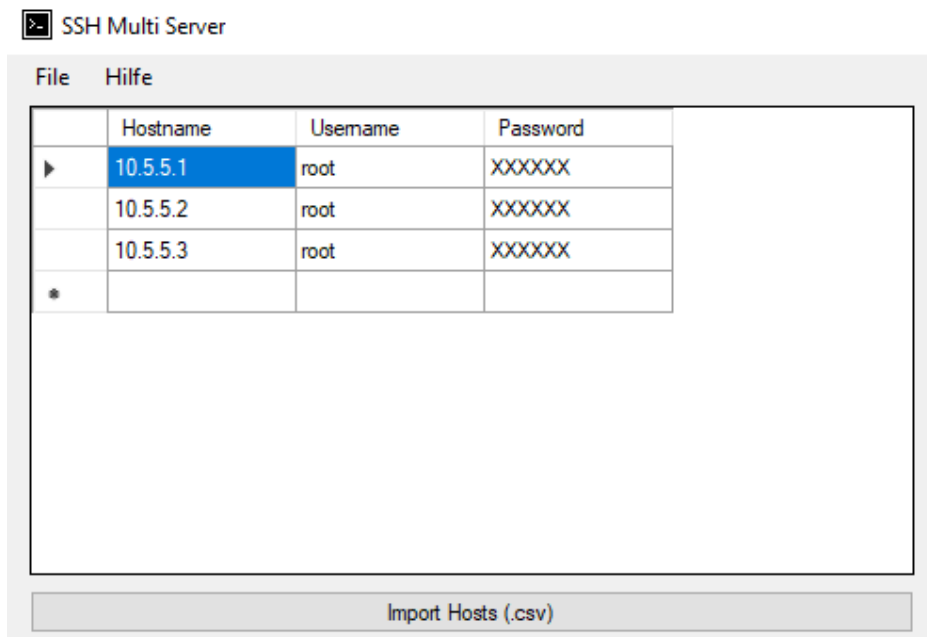 SSH Multi Server
File Hilfe
Hostname Username Password
10.5.5.1 root XXXXXX
10.5.5.2 root XXXXXX
10.5.5.3 root XXXXXX
Import Hosts (.csv)